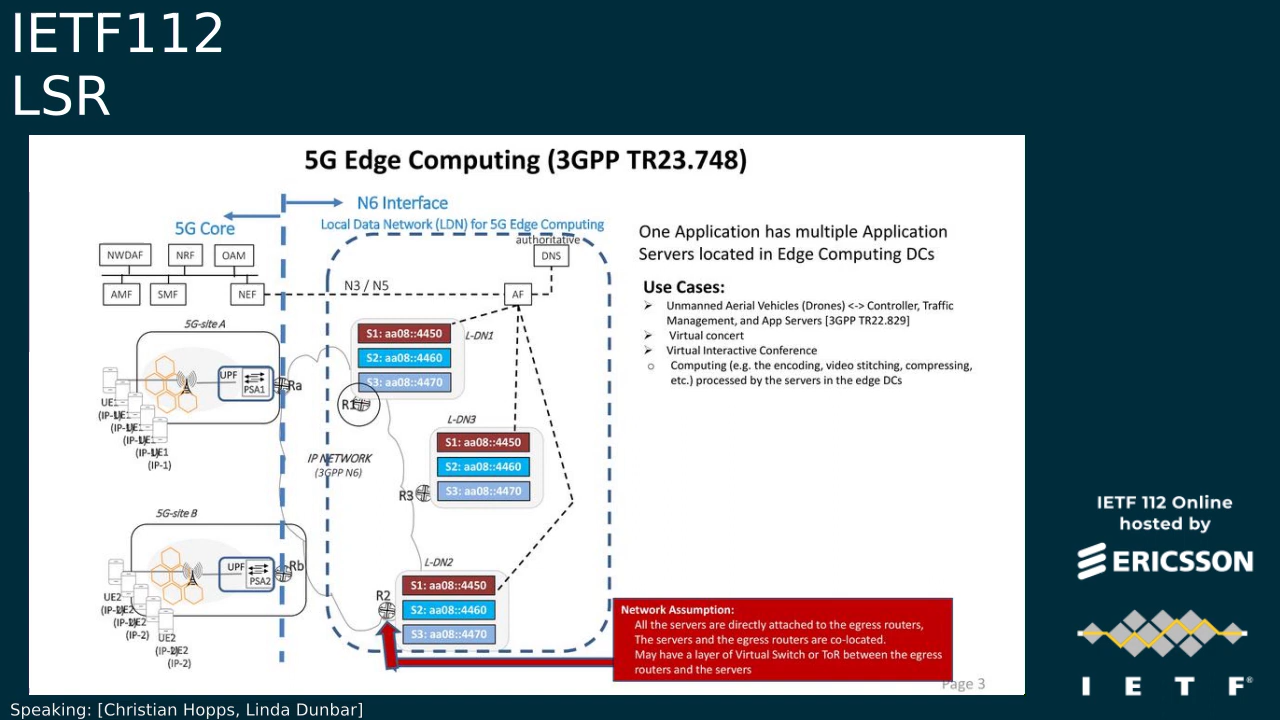 IETF112
LSR
5G Edge Computing (3GPP TR23.748)
N6 Interface
5G Core
Local Data Network (LDN) for 5G Edge Computing
authoritative
DNS
NWDAF
NRF
OAM
AMF
SMF
NEF
N3 / N5
AF
5G-site A
S1: aa08::4450
S2: aa08::4460
S3: aa08::4470
L-DN1
UPF
PSA1
Ra
R1
UE1
(IP-1)
UE1
(IP-1)
L-DN3
S1: aa08::4450
S2: aa08::4460
S3: aa08::4470
R3
IP NETWORK
(3GPP N6)
5G-site B
UPF
PSA2
Rb
L-DN2
S1: aa08::4450
S2: aa08::4460
S3: aa08::4470
R2
UE2
(IP-2)
UE2
(IP-2)
UE2
(IP-2)
One Application has multiple Application
Servers located in Edge Computing DCs
Use Cases:
Unmanned Aerial Vehicles (Drones) <-> Controller, Traffic
Management, and App Servers [3GPP TR22.829]
Virtual concert
Virtual Interactive Conference
Computing (e.g. the encoding, video stitching, compressing,
etc.) processed by the servers in the edge DCs
Network Assumption:
All the servers are directly attached to the egress routers,
The servers and the egress routers are co-located.
May have a layer of Virtual Switch or ToR between the egress
routers and the servers
Page 3
IETF 112 Online
hosted by
ERICSSON
I E T F®
Speaking: [Christian Hopps, Linda Dunbar]